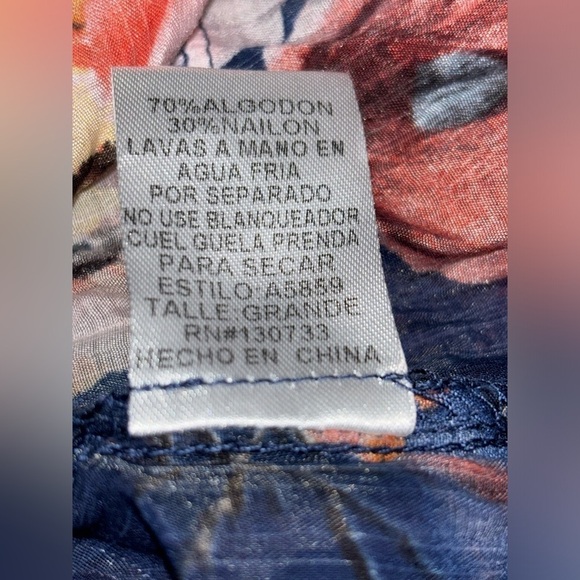 70%ALGODON
30%NAILON
LAVAS A MANO EN
AGUA FRIA
POR SEPARADO
NO USE BLANQUEADOR
CUEL GUELA PRENDA
PARA SECAR
ESTILO:A5859
TALLE GRANDE
RN#130733
HECHO EN CHINA